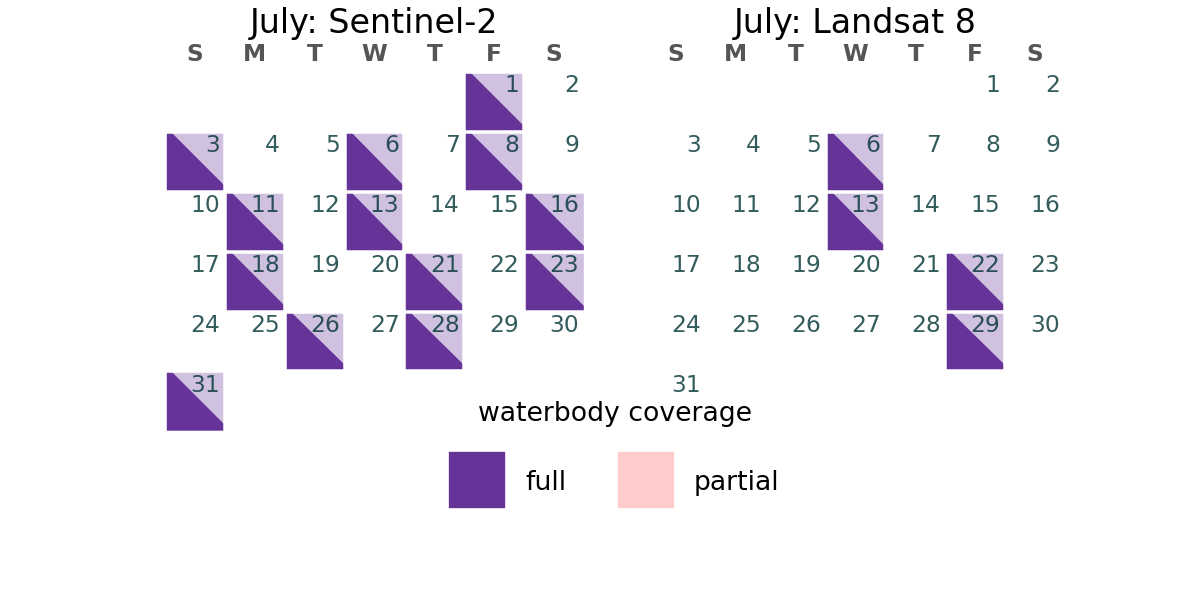 July: Sentinel-2
S M T W T F S
1 2
3 4 5 6 7 8 9
10 11 12 13 14 15 16
17 18 19 20 21 22 23
24 25 26 27 28 29 30
31
July: Landsat 8
S M T W T F S
1 2
3 4 5 6 7 8 9
10 11 12 13 14 15 16
17 18 19 20 21 22 23
24 25 26 27 28 29 30
31
waterbody coverage
full partial